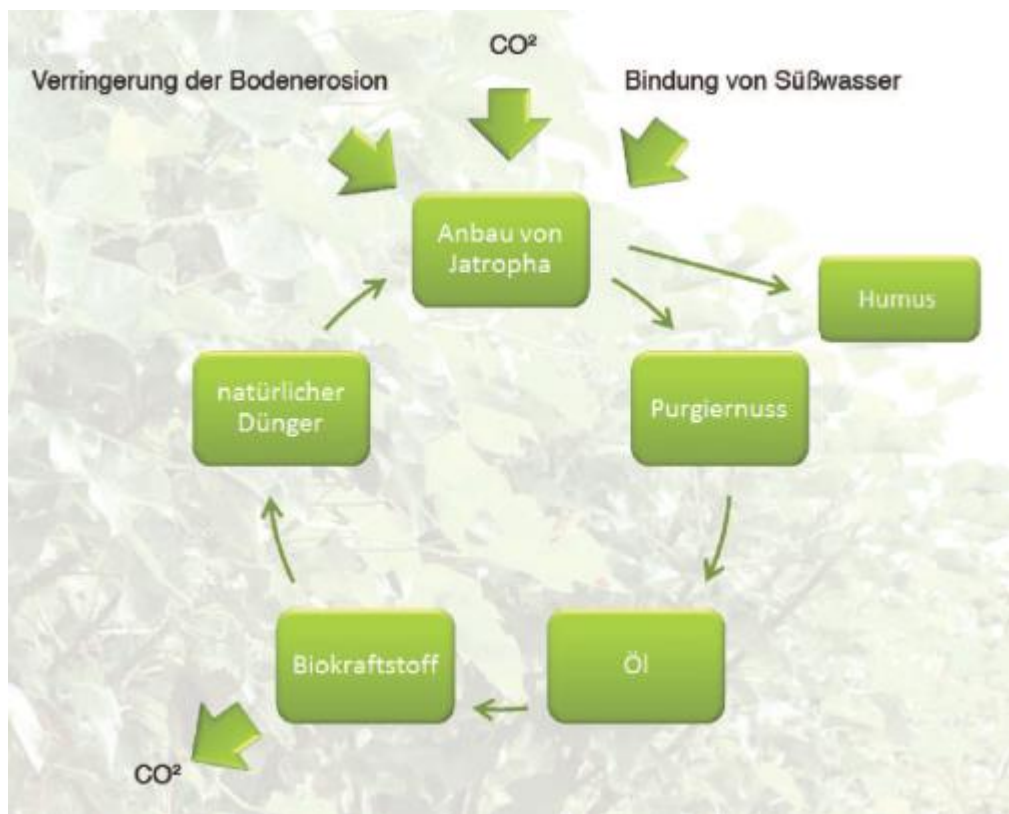 CO²
Verringerung der Bodenerosion
Bindung von Süßwasser
Anbau von
Jatropha
Humus
natürlicher
Dünger
Purgiernuss
Biokraftstoff
Öl
CO²